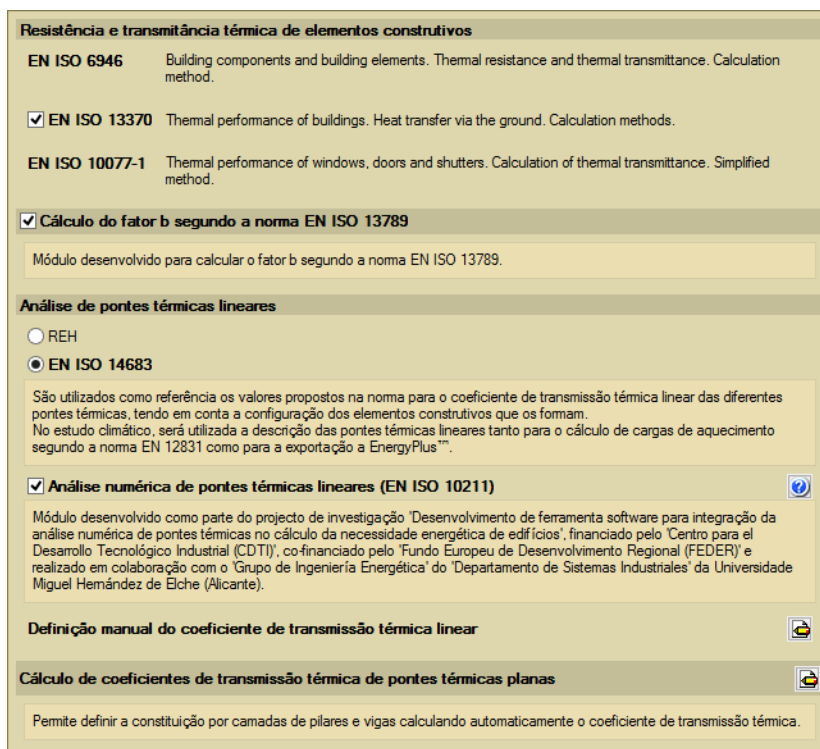 Resistência e transmitância térmica de elementos construtivos
EN ISO 6946 Building components and building elements. Thermal resistance and thermal transmittance. Calculation
method.
EN ISO 13370 Thermal performance of buildings. Heat transfer via the ground. Calculation methods.
EN ISO 10077-1 Thermal performance of windows, doors and shutters. Calculation of thermal transmittance. Simplified
method.
Cálculo do fator b segundo a norma EN ISO 13789
Módulo desenvolvido para calcular o fator b segundo a norma EN ISO 13789.
Análise de pontes térmicas lineares
REH
EN ISO 14683
São utilizados como referência os valores propostos na norma para o coeficiente de transmissão térmica linear das diferentes
pontes térmicas, tendo em conta a configuração dos elementos construtivos que os formam.
No estudo climático, será utilizada a descrição das pontes térmicas lineares tanto para o cálculo de cargas de aquecimento
segundo a norma EN 12831 como para a exportação a EnergyPlus™.
Análise numérica de pontes térmicas lineares (EN ISO 10211)
Módulo desenvolvido como parte do projecto de investigação 'Desenvolvimento de ferramenta software para integração da
análise numérica de pontes térmicas no cálculo da necessidade energética de edifícios', financiado pelo 'Centro para el
Desarrollo Tecnológico Industrial (CDTI)', co-financiado pelo 'Fundo Europeu de Desenvolvimento Regional (FEDER)' e
realizado em colaboração com o 'Grupo de Ingeniería Energética' do 'Departamento de Sistemas Industriales' da Universidade
Miguel Hernández de Elche (Alicante).
Definição manual do coeficiente de transmissão térmica linear
Cálculo de coeficientes de transmissão térmica de pontes térmicas planas
Permite definir a constituição por camadas de pilares e vigas calculando automaticamente o coeficiente de transmissão térmica.